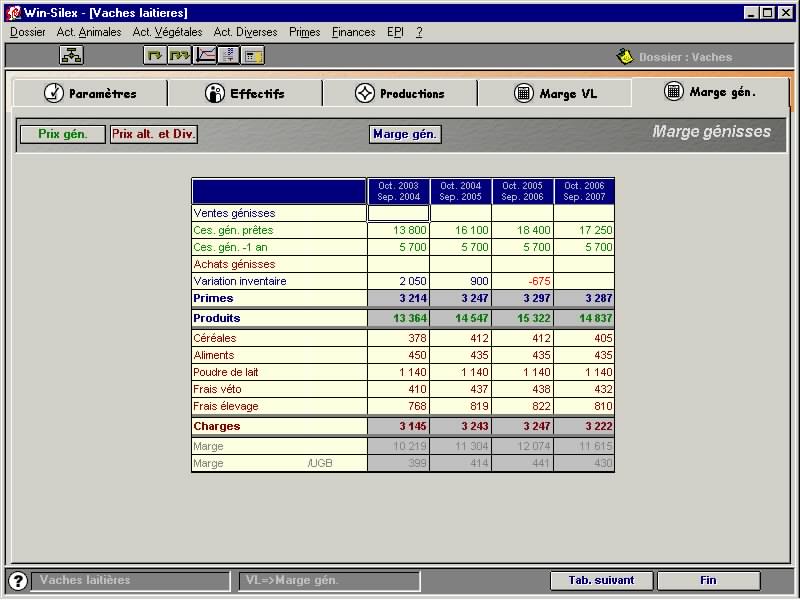 Win-Silex - [Vaches laitieres]
Dossier Act. Animales Act. Végétales Act. Diverses Primes Finances EPI ?
Dossier : Vaches
Paramètres Effectifs Productions Marge VL Marge gén.
Prix gén. Prix alt. et Div. Marge gén. Marge génisses
Oct. 2003 Oct. 2004 Oct. 2005 Oct. 2006
Sep. 2004 Sep. 2005 Sep. 2006 Sep. 2007
Ventes génisses
Ces. gén. prêtes 13 800 16 100 18 400 17 250
Ces. gén. -1 an 5 700 5 700 5 700 5 700
Achats génisses
Variation inventaire 2 050 900 -675
Primes 3 214 3 247 3 297 3 287
Produits 13 364 14 547 15 322 14 837
Céréales 378 412 412 405
Aliments 450 435 435 435
Poudre de lait 1 140 1 140 1 140 1 140
Frais véto 410 437 438 432
Frais élevage 768 819 822 810
Charges 3 145 3 243 3 247 3 222
Marge 10 219 11 304 12 074 11 615
Marge /UGB 399 414 441 430
? Vaches laitières VL=>Marge gén. Tab. suivant Fin